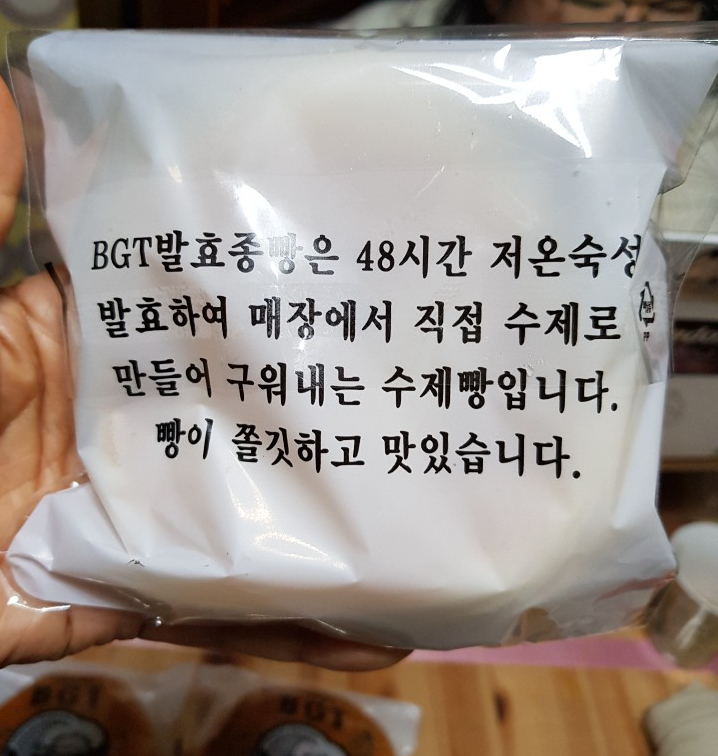 BGT발효종빵은 48시간 저온숙성
발효하여 매장에서 직접 수제로
만들어 구워내는 수제빵입니다.
빵이 쫄깃하고 맛있습니다.
PP